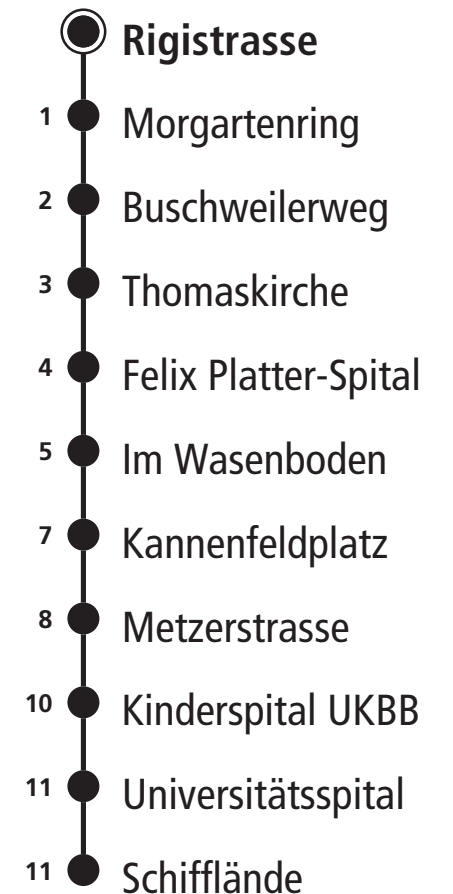 Rigistrasse
1 Morgartenring
2 Buschweilerweg
3 Thomaskirche
4 Felix Platter-Spital
5 Im Wasenboden
7 Kannenfeldplatz
8 Metzerstrasse
10 Kinderspital UKBB
11 Universitätsspital
11 Schifflände